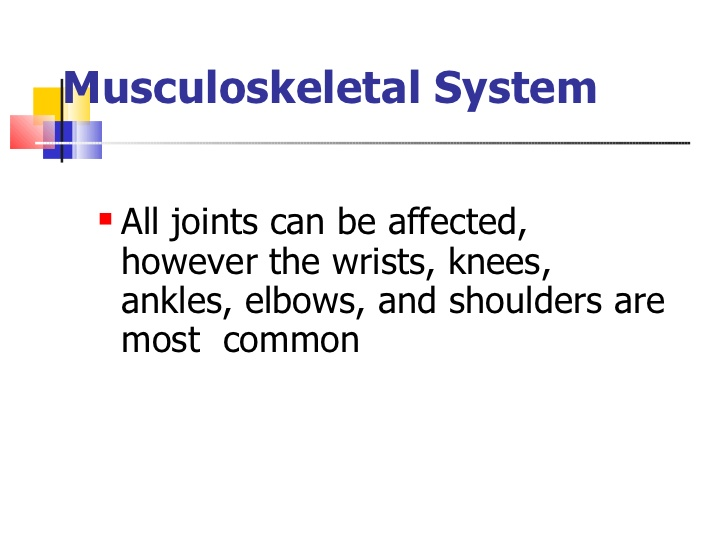 Musculoskeletal System
All joints can be affected,
however the wrists, knees,
ankles, elbows, and shoulders are
most  common